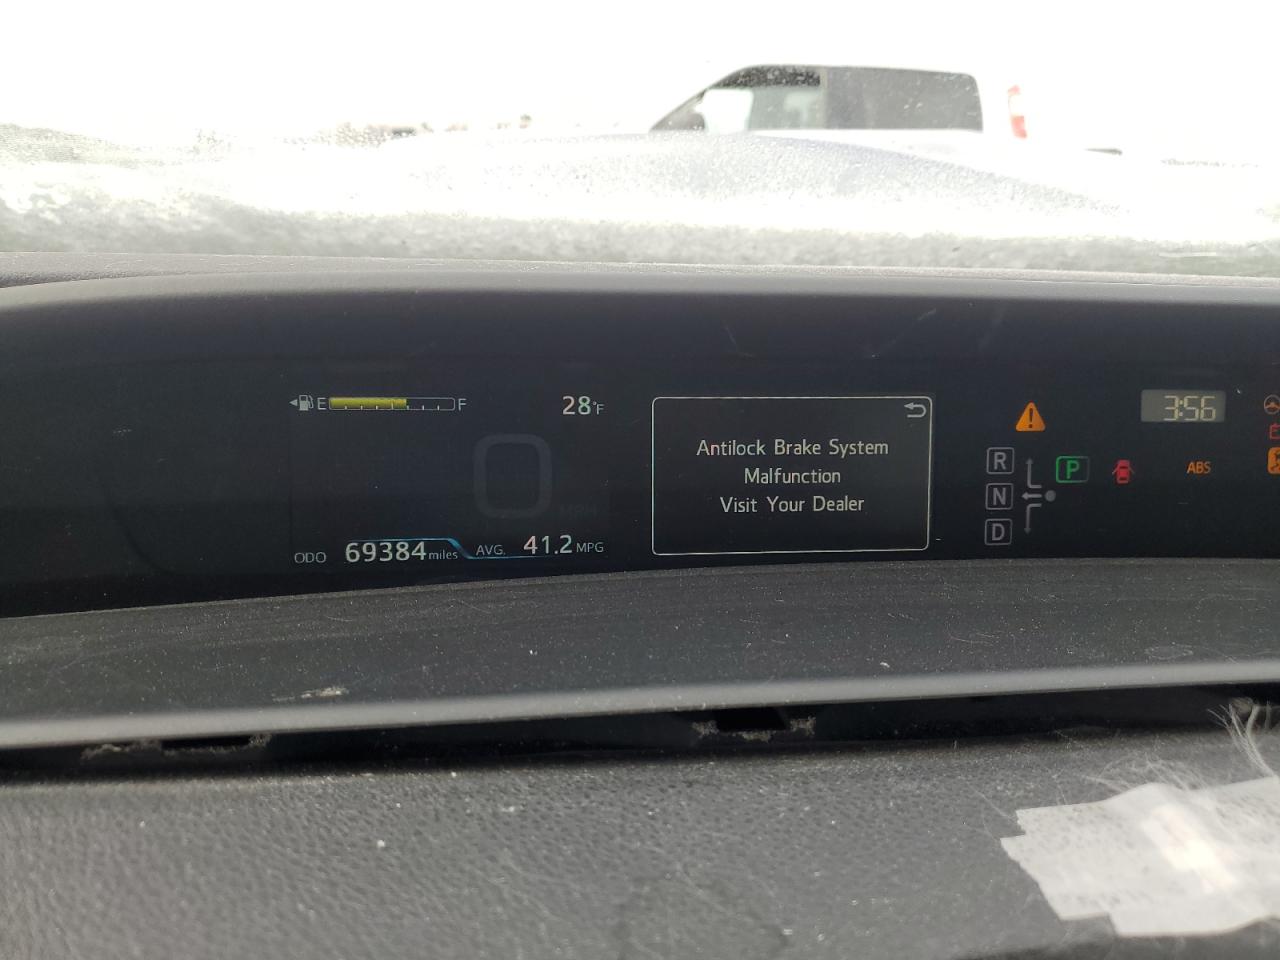 E F
28°F
0
MPH
ODO 69384 miles
AVG. 41.2 MPG
Antilock Brake System
Malfunction
Visit Your Dealer
3:56
R
N
D
P
ABS